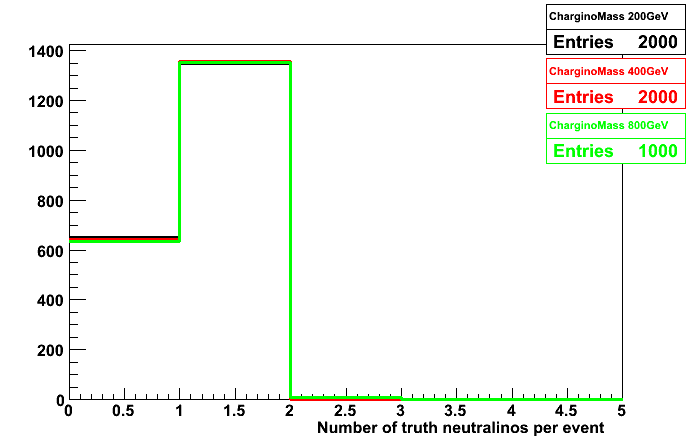 CharginoMass 200GeV
Entries 2000
CharginoMass 400GeV
Entries 2000
CharginoMass 800GeV
Entries 1000
1400
1200
1000
800
600
400
200
0
0 0.5 1 1.5 2 2.5 3 3.5 4 4.5 5
Number of truth neutralinos per event